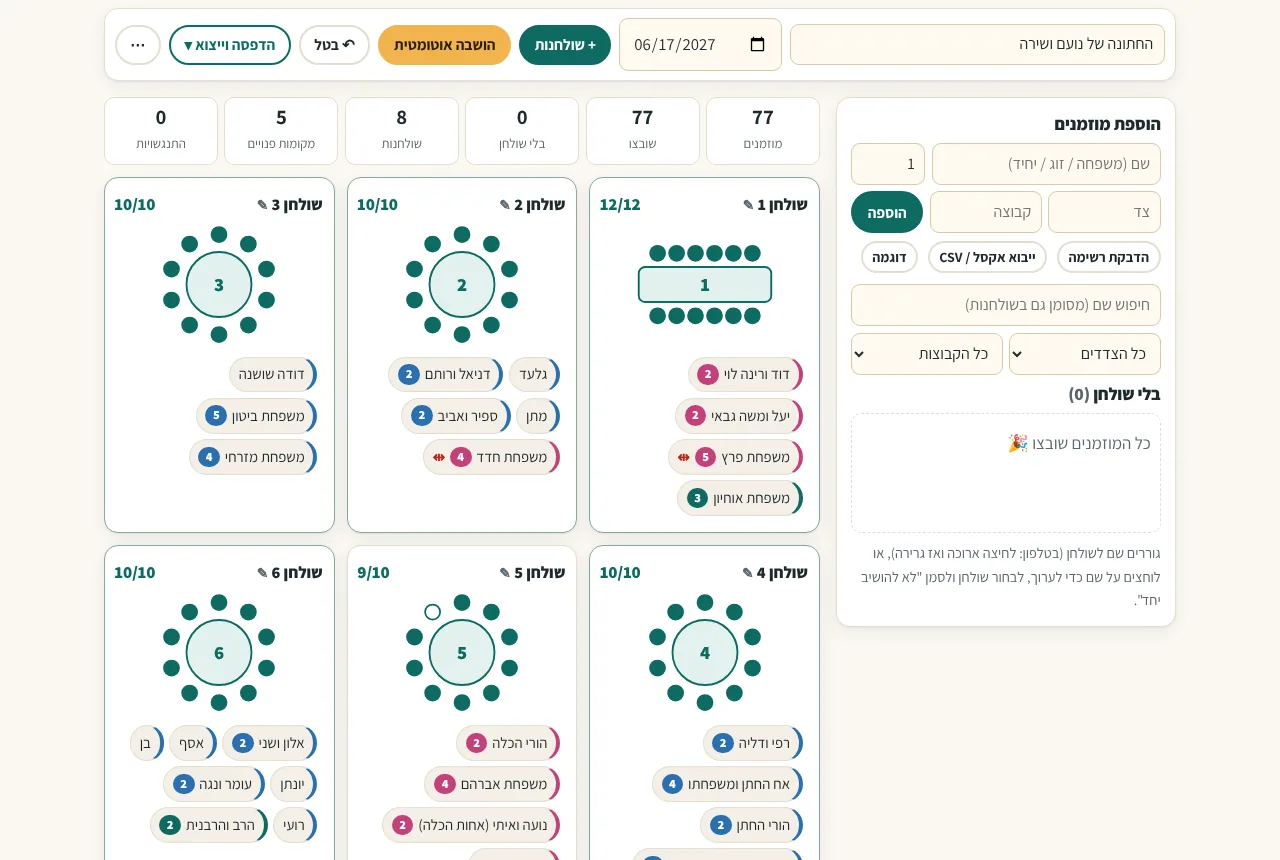 החתונה של נועם ושירה
06/17/2027
+ שולחנות
הושבה אוטומטית
↶ בטל
הדפסה וייצוא ▾
⋯
הוספת מוזמנים
שם (משפחה / זוג / יחיד)
1
צד
קבוצה
הוספה
הדבקת רשימה
ייבוא אקסל / CSV
דוגמה
חיפוש שם (מסומן גם בשולחנות)
כל הצדדים
כל הקבוצות
בלי שולחן (0)
כל המוזמנים שובצו 🎉
גוררים שם לשולחן (בטלפון: לחיצה ארוכה ואז גרירה), או
לוחצים על שם כדי לערוך, לבחור שולחן ולסמן "לא להושיב
יחד".
77
מוזמנים
77
שובצו
0
בלי שולחן
8
שולחנות
5
מקומות פנויים
0
התנגשויות
שולחן 1 ✎
12/12
1
דוד ורינה לוי 2
יעל ומשה גבאי 2
משפחת פרץ 5
משפחת אוחיון 3
שולחן 2 ✎
10/10
2
גלעד
דניאל ורותם 2
מתן
ספיר ואביב 2
משפחת חדד 4
שולחן 3 ✎
10/10
3
דודה שושנה
משפחת ביטון 5
משפחת מזרחי 4
שולחן 4 ✎
10/10
4
רפי ודליה 2
אח החתן ומשפחתו 4
הורי החתן 2
שולחן 5 ✎
9/10
5
הורי הכלה 2
משפחת אברהם 4
נועה ואיתי (אחות הכלה) 2
שולחן 6 ✎
10/10
6
אלון ושני 2
אסף
בן
יונתן
עומר ונגה 2
רועי
הרב והרבנית 2